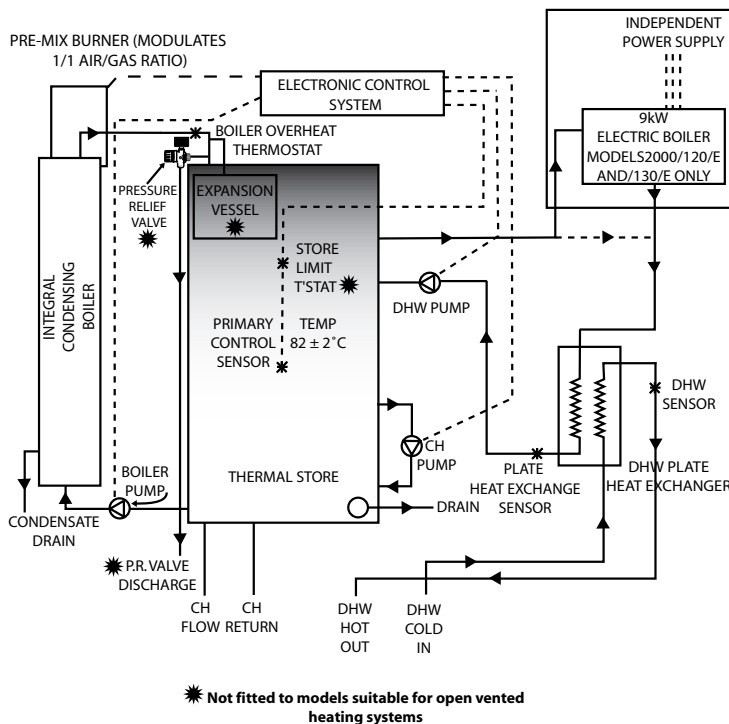 INDEPENDENT
POWER SUPPLY
PRE-MIX BURNER (MODULATES
1/1 AIR/GAS RATIO)
ELECTRONIC CONTROL
SYSTEM
9kW
ELECTRIC BOILER
MODELS2000/120/E
AND/130/E ONLY
BOILER OVERHEAT
THERMOSTAT
PRESSURE
RELIEF
VALVE
EXPANSION
VESSEL
INTEGRAL
CONDENSING
BOILER
STORE
LIMIT
T'STAT
DHW PUMP
PRIMARY
CONTROL
SENSOR
TEMP
82 ± 2˚C
DHW
SENSOR
CH
PUMP
PLATE
HEAT EXCHANGE
SENSOR
DHW PLATE
HEAT EXCHANGER
THERMAL STORE
BOILER
PUMP
DRAIN
CONDENSATE
DRAIN
P.R. VALVE
DISCHARGE
CH
FLOW
CH
RETURN
DHW
HOT
OUT
DHW
COLD
IN
Not fitted to models suitable for open vented
heating systems